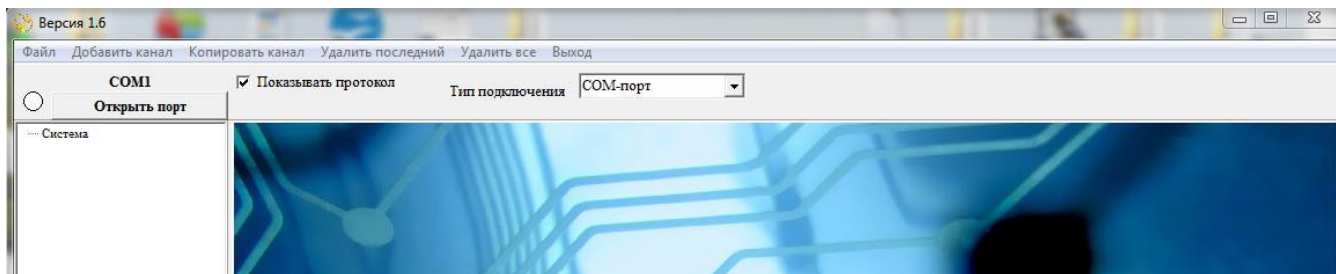 Версия 1.6
Файл Добавить канал Копировать канал Удалить последний Удалить все Выход
COM1
Показывать протокол
Тип подключения COM-порт
Открыть порт
Система